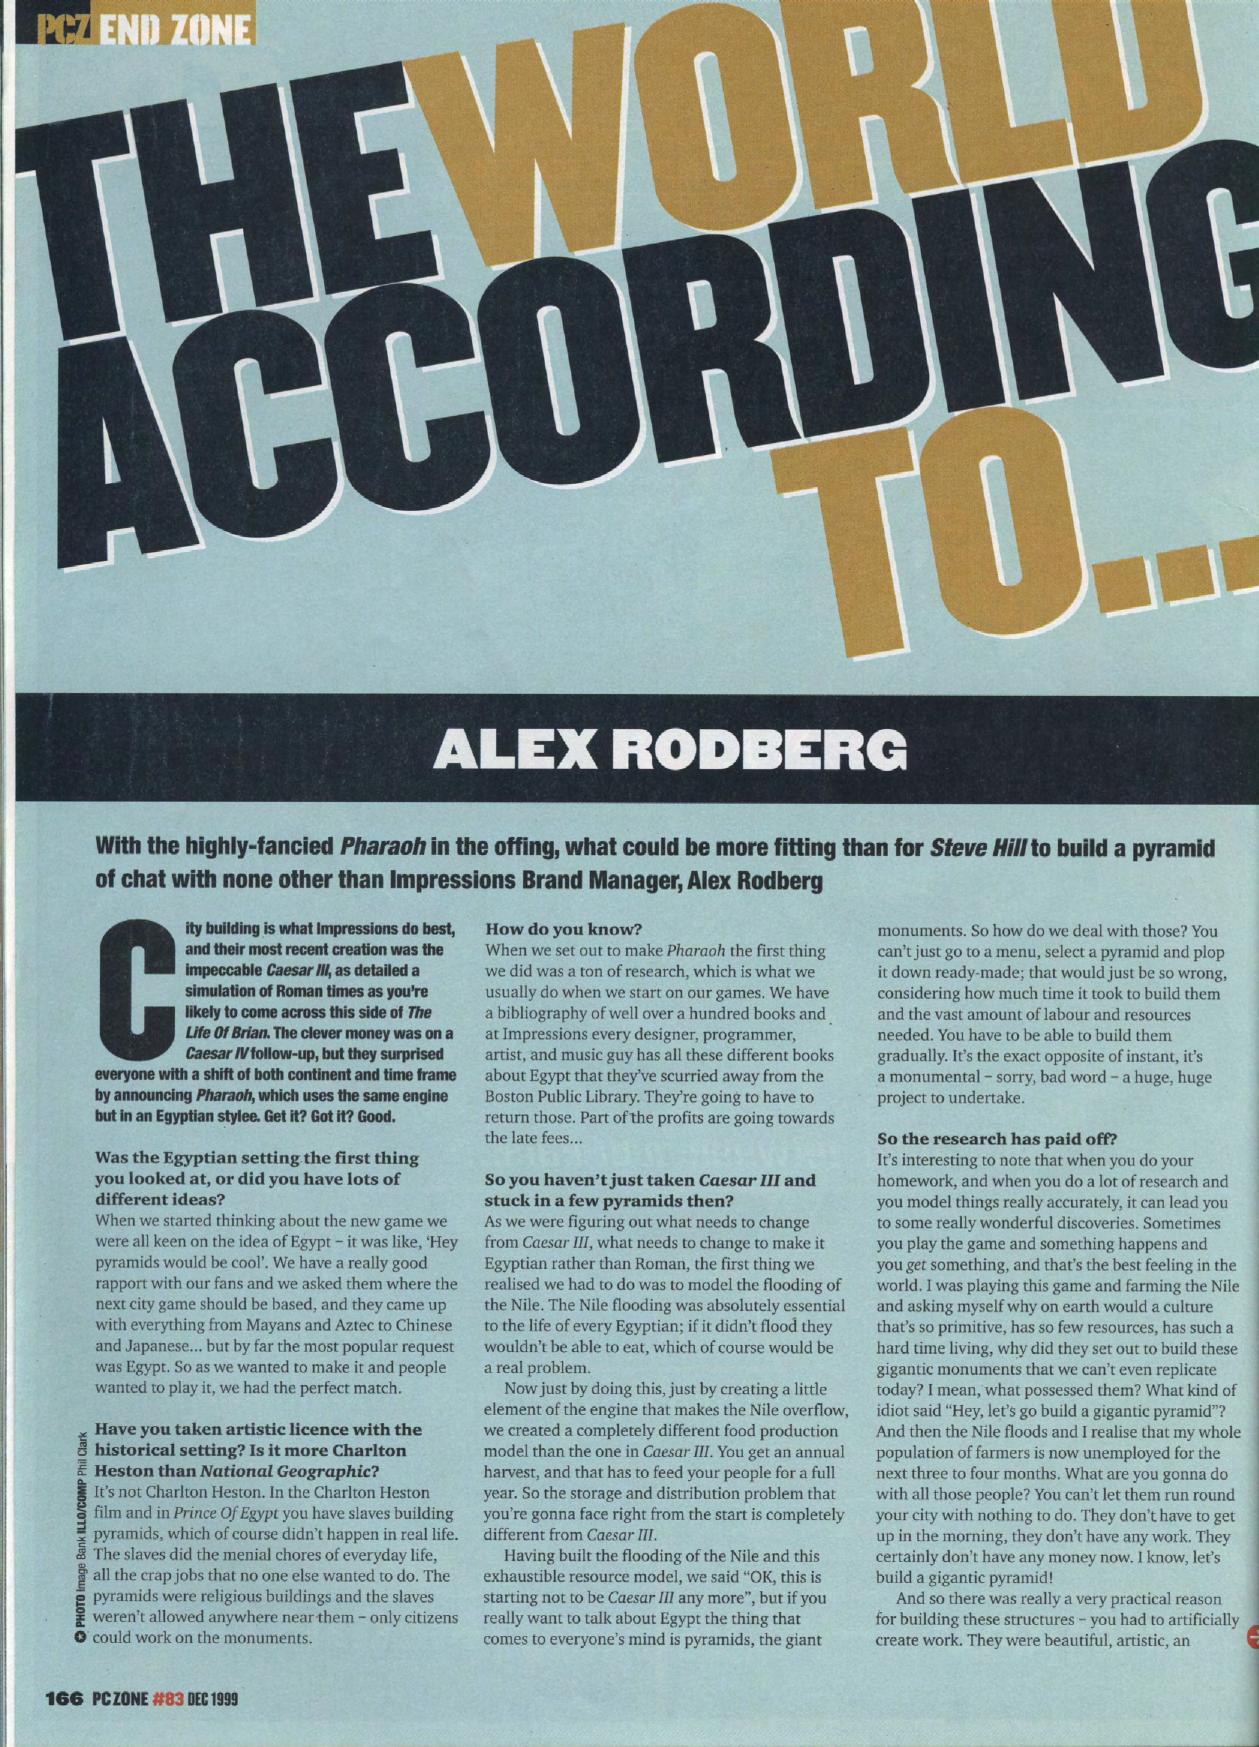 PCZ END ZONE
THE WORLD
ACCORDING
TO...
ALEX RODBERG
With the highly-fancied Pharaoh in the offing, what could be more fitting than for Steve Hill to build a pyramid
of chat with none other than Impressions Brand Manager, Alex Rodberg
City building is what Impressions do best,
and their most recent creation was the
impeccable Caesar III, as detailed a
simulation of Roman times as you're
likely to come across this side of The
Life Of Brian. The clever money was on a
Caesar IV follow-up, but they surprised
everyone with a shift of both continent and time frame
by announcing Pharaoh, which uses the same engine
but in an Egyptian stylee. Get it? Got it? Good.
Was the Egyptian setting the first thing
you looked at, or did you have lots of
different ideas?
When we started thinking about the new game we
were all keen on the idea of Egypt – it was like, 'Hey
pyramids would be cool'. We have a really good
rapport with our fans and we asked them where the
next city game should be based, and they came up
with everything from Mayans and Aztec to Chinese
and Japanese... but by far the most popular request
was Egypt. So as we wanted to make it and people
wanted to play it, we had the perfect match.
Have you taken artistic licence with the
historical setting? Is it more Charlton
Heston than National Geographic?
It's not Charlton Heston. In the Charlton Heston
film and in Prince Of Egypt you have slaves building
pyramids, which of course didn't happen in real life.
The slaves did the menial chores of everyday life,
all the crap jobs that no one else wanted to do. The
pyramids were religious buildings and the slaves
weren't allowed anywhere near them – only citizens
could work on the monuments.
PHOTO Image Bank ILLO/COMP Phil Clark
How do you know?
When we set out to make Pharaoh the first thing
we did was a ton of research, which is what we
usually do when we start on our games. We have
a bibliography of well over a hundred books and
at Impressions every designer, programmer,
artist, and music guy has all these different books
about Egypt that they've scurried away from the
Boston Public Library. They're going to have to
return those. Part of the profits are going towards
the late fees...
So you haven't just taken Caesar III and
stuck in a few pyramids then?
As we were figuring out what needs to change
from Caesar III, what needs to change to make it
Egyptian rather than Roman, the first thing we
realised we had to do was to model the flooding of
the Nile. The Nile flooding was absolutely essential
to the life of every Egyptian; if it didn't flood they
wouldn't be able to eat, which of course would be
a real problem.
Now just by doing this, just by creating a little
element of the engine that makes the Nile overflow,
we created a completely different food production
model than the one in Caesar III. You get an annual
harvest, and that has to feed your people for a full
year. So the storage and distribution problem that
you're gonna face right from the start is completely
different from Caesar III.
Having built the flooding of the Nile and this
exhaustible resource model, we said "OK, this is
starting not to be Caesar III any more", but if you
really want to talk about Egypt the thing that
comes to everyone's mind is pyramids, the giant
monuments. So how do we deal with those? You
can't just go to a menu, select a pyramid and plop
it down ready-made; that would just be so wrong,
considering how much time it took to build them
and the vast amount of labour and resources
needed. You have to be able to build them
gradually. It's the exact opposite of instant, it's
a monumental – sorry, bad word – a huge, huge
project to undertake.
So the research has paid off?
It's interesting to note that when you do your
homework, and when you do a lot of research and
you model things really accurately, it can lead you
to some really wonderful discoveries. Sometimes
you play the game and something happens and
you get something, and that's the best feeling in the
world. I was playing this game and farming the Nile
and asking myself why on earth would a culture
that's so primitive, has so few resources, has such a
hard time living, why did they set out to build these
gigantic monuments that we can't even replicate
today? I mean, what possessed them? What kind of
idiot said "Hey, let's go build a gigantic pyramid"?
And then the Nile floods and I realise that my whole
population of farmers is now unemployed for the
next three to four months. What are you gonna do
with all those people? You can't let them run round
your city with nothing to do. They don't have to get
up in the morning, they don't have any work. They
certainly don't have any money now. I know, let's
build a gigantic pyramid!
And so there was really a very practical reason
for building these structures – you had to artificially
create work. They were beautiful, artistic, an
166 PC ZONE #83 DEC 1999